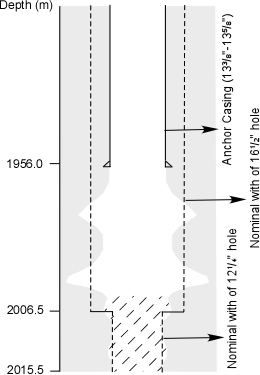 Depth (m)
Anchor Casing (13³/₈"-13⁵/₈")
1956.0
Nominal with of 16¹/₂" hole
Nominal with of 12¹/₄" hole
2006.5
2015.5